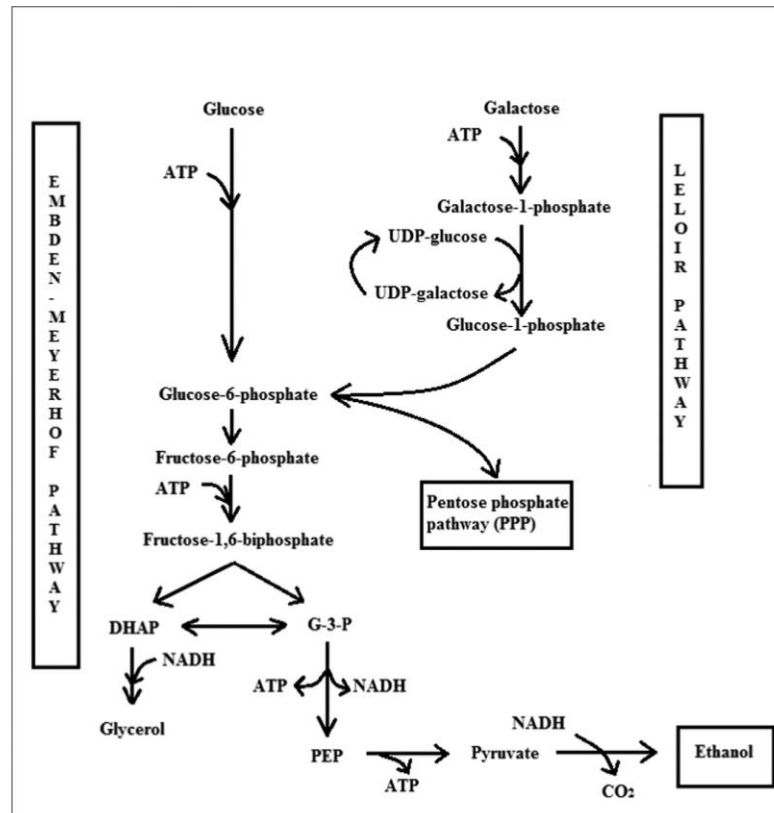 EMBDEN-MEYERHOF PATHWAY
Glucose
ATP
Glucose-6-phosphate
Fructose-6-phosphate
ATP
Fructose-1,6-biphosphate
DHAP
G-3-P
NADH
Glycerol
ATP
NADH
PEP
ATP
Pyruvate
NADH
CO₂
Ethanol
Galactose
ATP
Galactose-1-phosphate
UDP-glucose
UDP-galactose
Glucose-1-phosphate
Pentose phosphate
pathway (PPP)
LELOIR PATHWAY